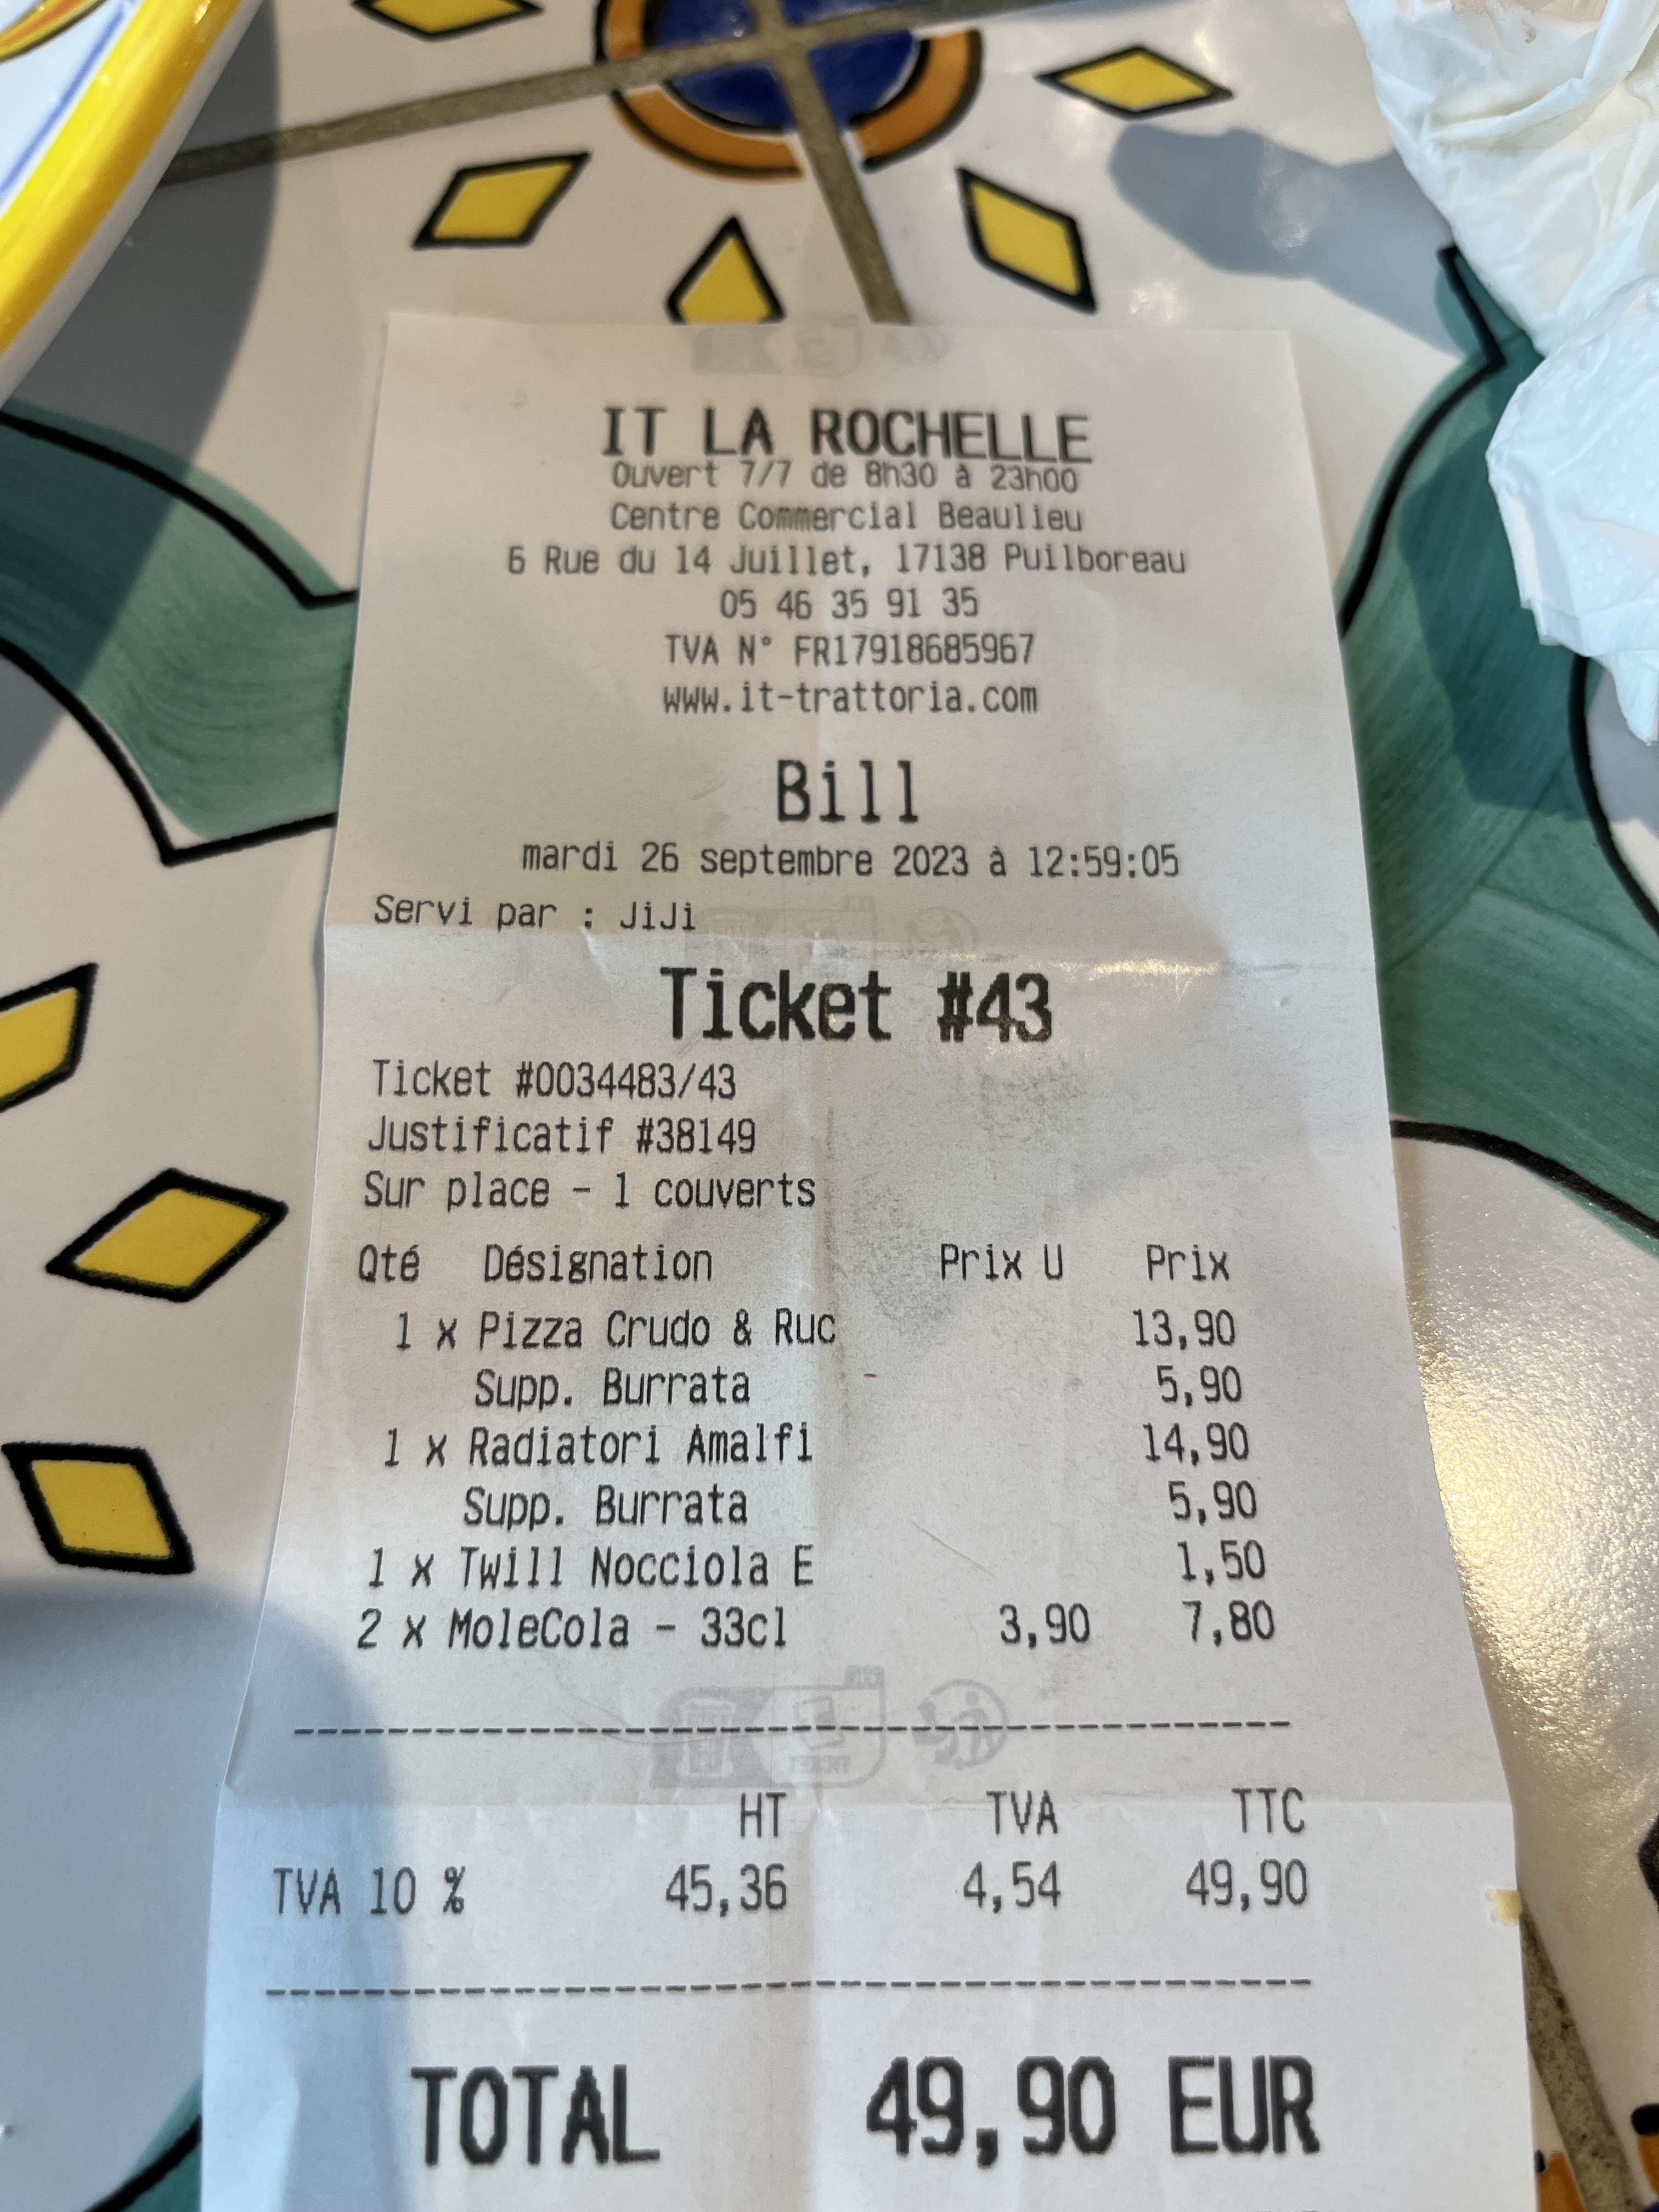 IT LA ROCHELLE
Ouvert 7/7 de 8h30 à 23h00
Centre Commercial Beaulieu
6 Rue du 14 Juillet, 17138 Puilboreau
05 46 35 91 35
TVA N° FR17918685967
www.it-trattoria.com
Bill
mardi 26 septembre 2023 à 12:59:05
Servi par : JiJi
Ticket #43
Ticket #0034483/43
Justificatif #38149
Sur place - 1 couverts
Qté Désignation Prix U Prix
1 x Pizza Crudo & Ruc 13,90
Supp. Burrata 5,90
1 x Radiatori Amalfi 14,90
Supp. Burrata 5,90
1 x Twill Nocciola E 1,50
2 x MoleCola - 33cl 3,90 7,80
HT TVA TTC
TVA 10 % 45,36 4,54 49,90
TOTAL 49,90 EUR